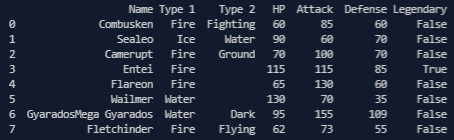 Name Type 1 Type 2 HP Attack Defense Legendary
0 Combusken Fire Fighting 60 85 60 False
1 Sealeo Ice Water 90 60 70 False
2 Camerupt Fire Ground 70 100 70 False
3 Entei Fire 115 115 85 True
4 Flareon Fire 65 130 60 False
5 Wailmer Water 130 70 35 False
6 GyaradosMega Gyarados Water Dark 95 155 109 False
7 Fletchinder Fire Flying 62 73 55 False